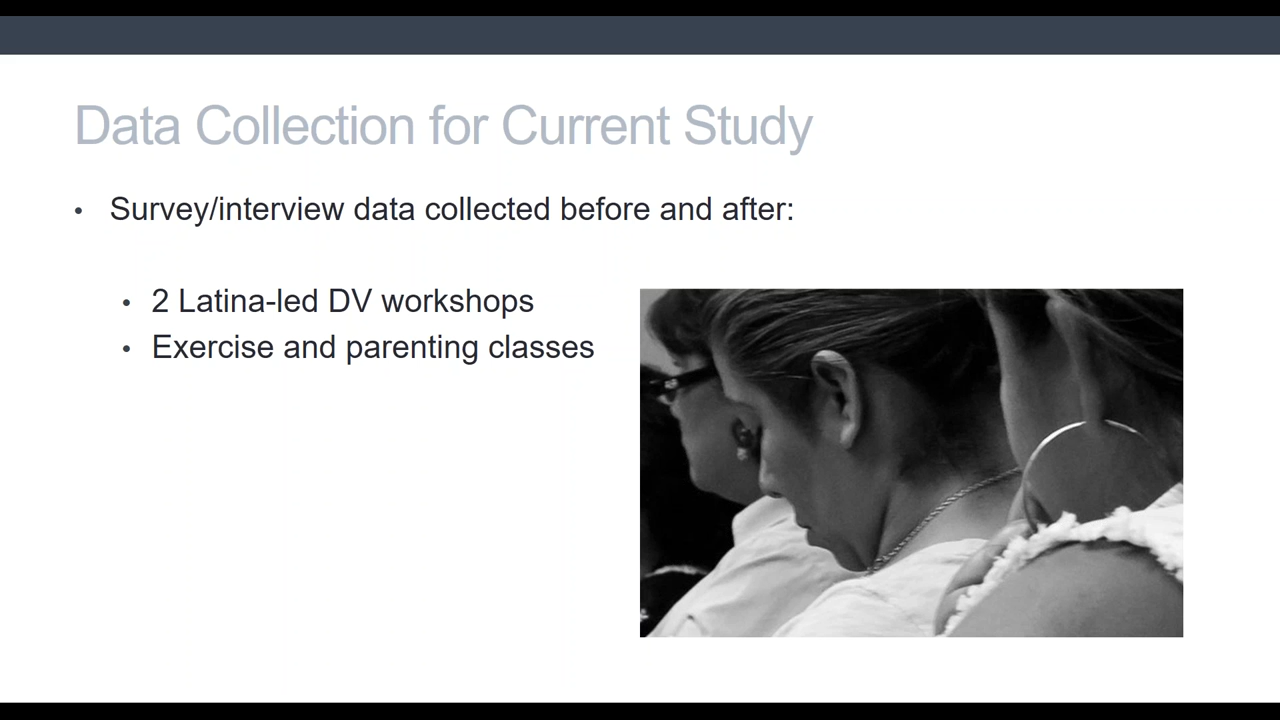 Data Collection for Current Study
• Survey/interview data collected before and after:
• 2 Latina-led DV workshops
• Exercise and parenting classes